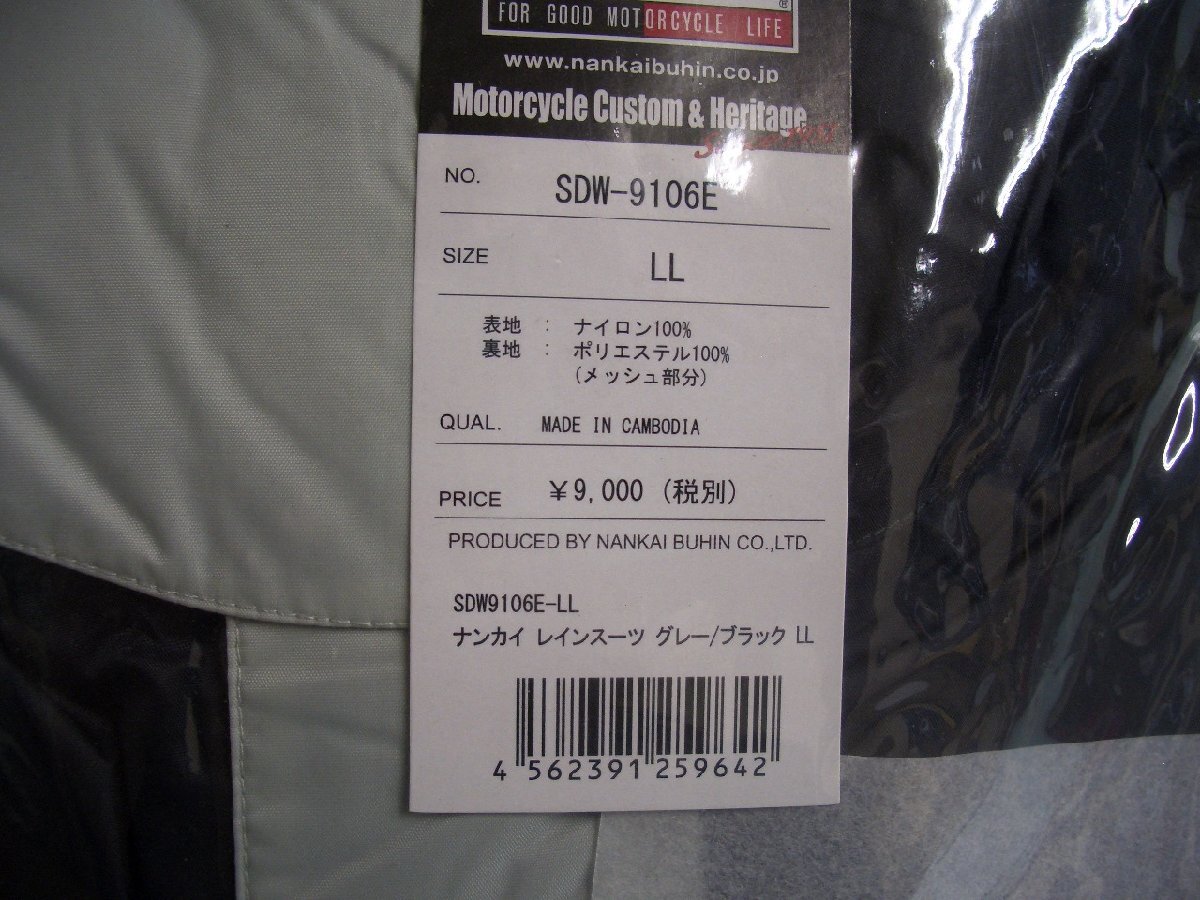 FOR GOOD MOTORCYCLE LIFE
®
www.nankaibuhin.co.jp
Motorcycle Custom & Heritage
NO. SDW-9106E
SIZE LL
表地 : ナイロン100%
裏地 : ポリエステル100%
(メッシュ部分)
QUAL. MADE IN CAMBODIA
PRICE ¥9,000 (税別)
PRODUCED BY NANKAI BUHIN CO.,LTD.
SDW9106E-LL
ナンカイ レインスーツ グレー/ブラック LL
4 562391 259642